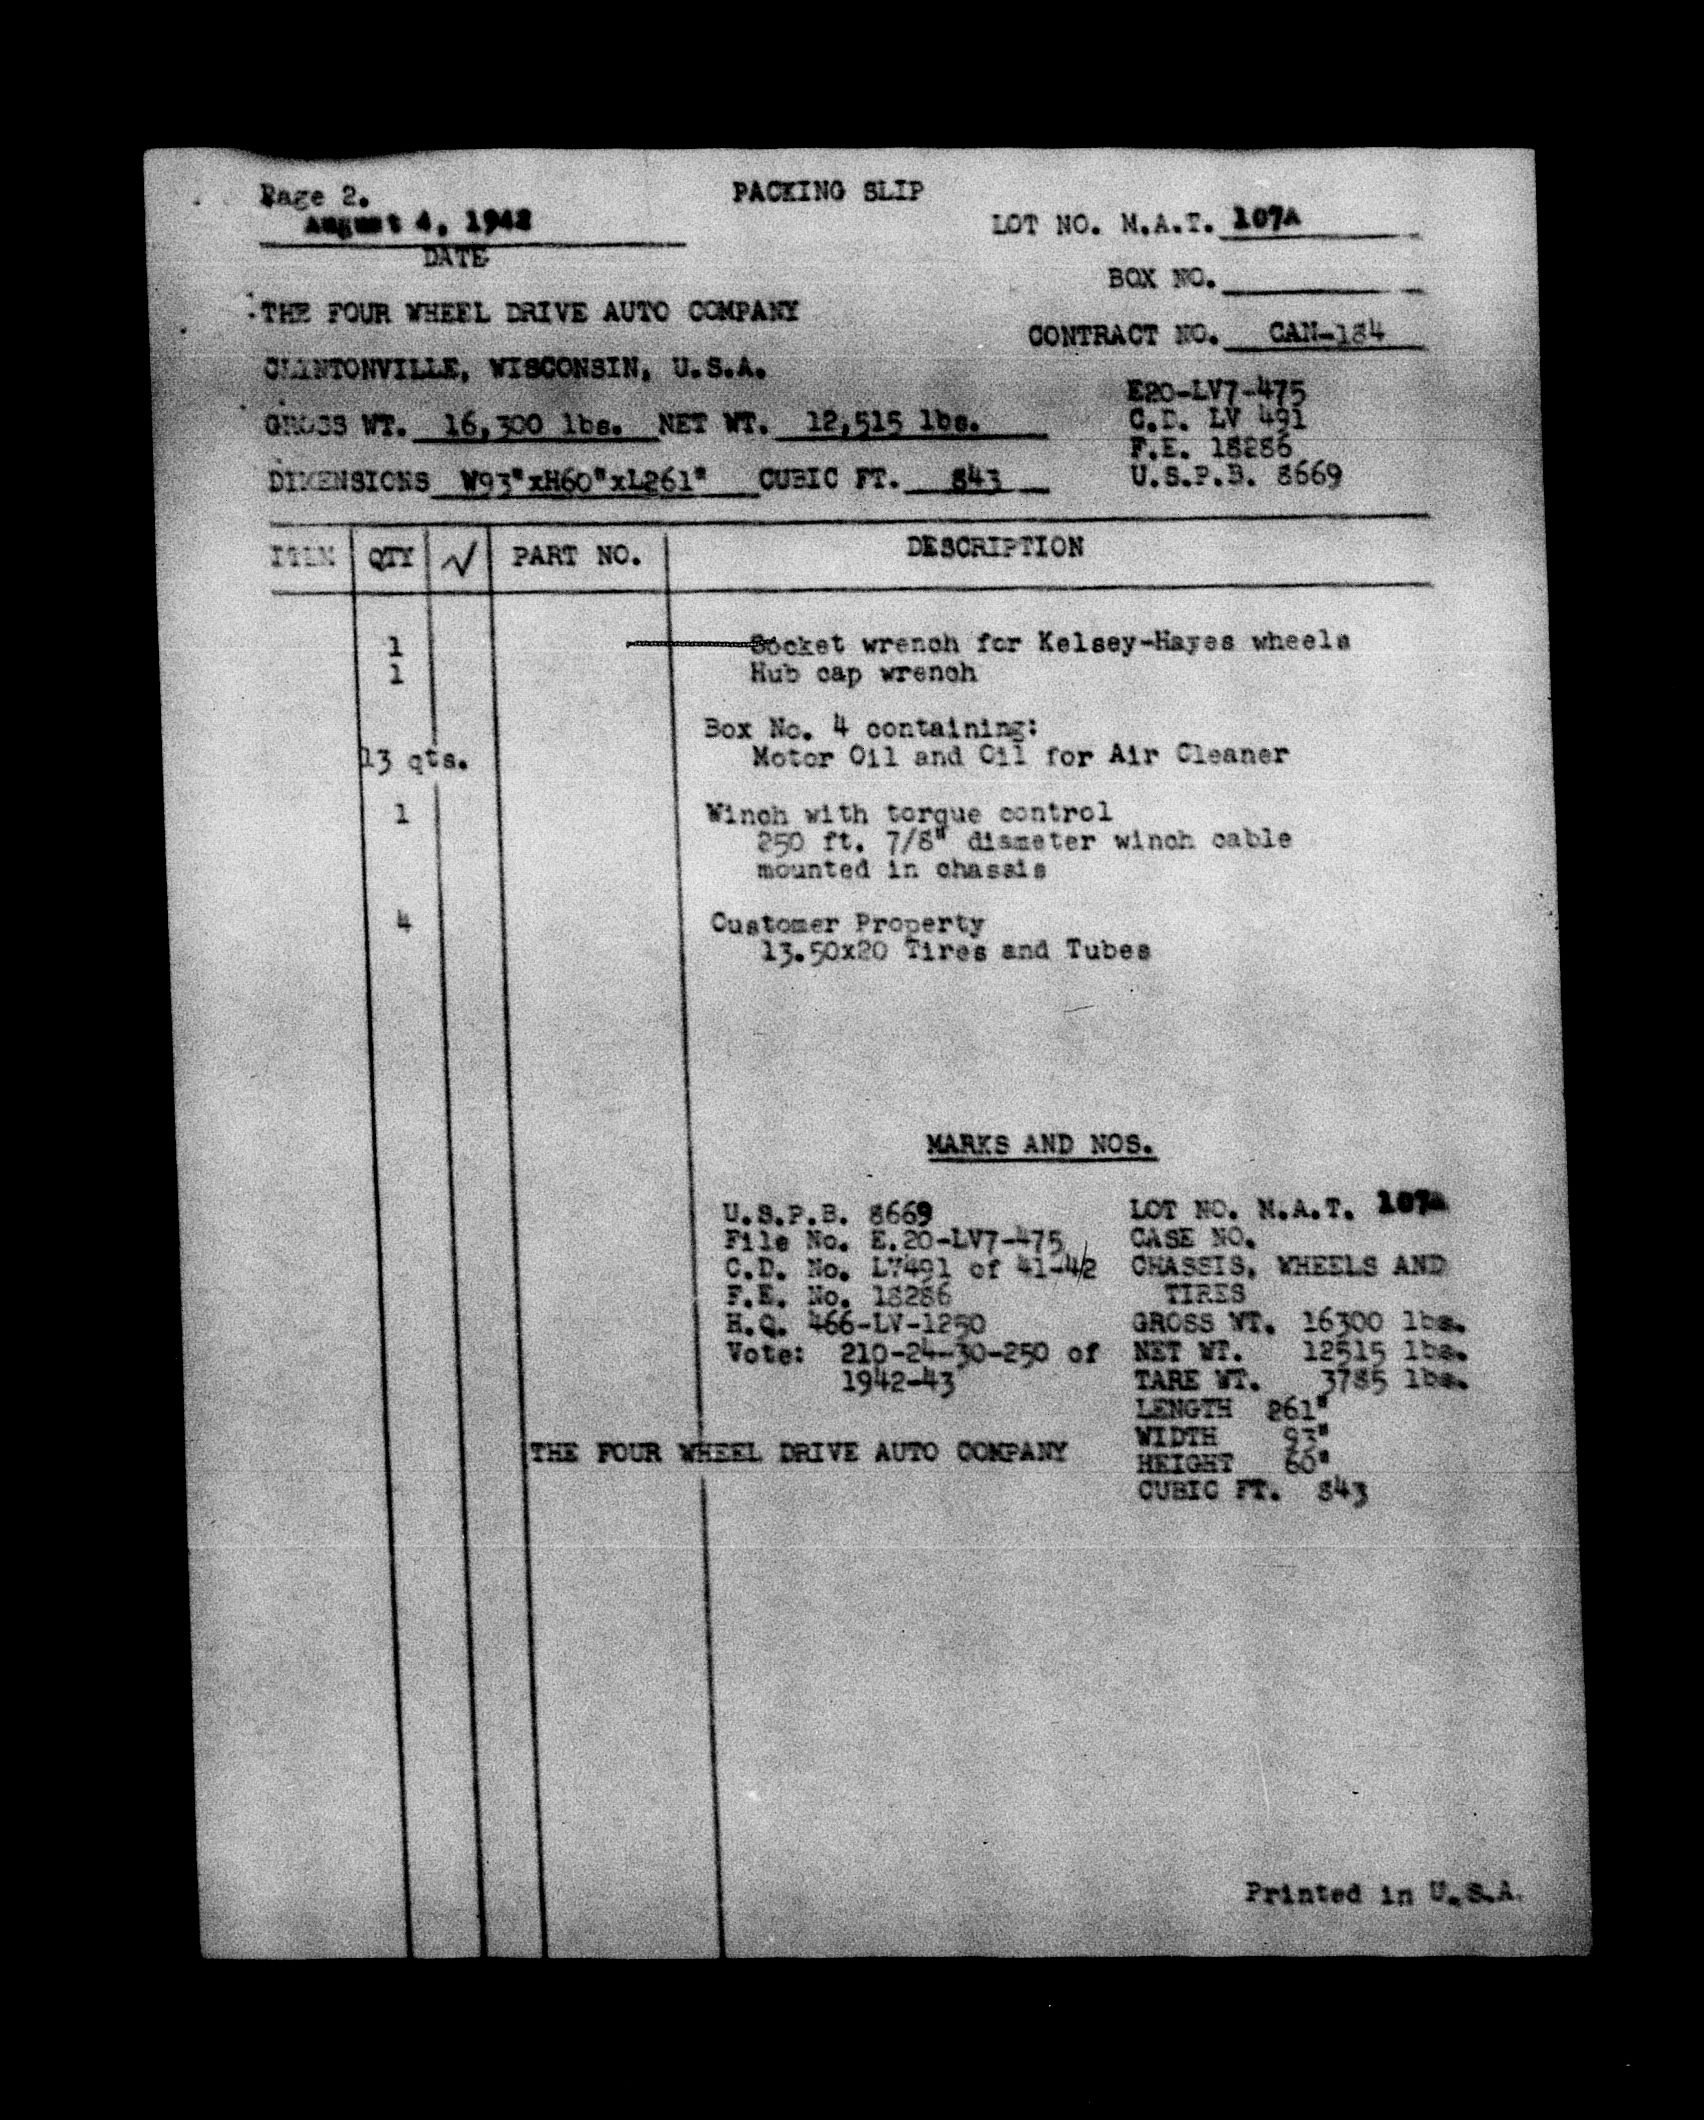 Page 2.
PACKING SLIP
August 4, 1942
LOT NO. M.A.T. 107A
DATE
BOX NO.
THE FOUR WHEEL DRIVE AUTO COMPANY
CONTRACT NO. CAN-184
CLINTONVILLE, WISCONSIN, U.S.A.
E20-LV7-475
GROSS WT. 16,300 lbs. NET WT. 12,515 lbs.
C.D. LV 491
F.E. 18286
DIMENSIONS W93"xH60"xL261" CUBIC FT. 843
U.S.P.B. 8669
ITEM QTY √ PART NO. DESCRIPTION
1 Socket wrench for Kelsey-Hayes wheels
1 Hub cap wrench
Box No. 4 containing:
13 qts. Motor Oil and Oil for Air Cleaner
1 Winch with torque control
250 ft. 7/8" diameter winch cable
mounted in chassis
4 Customer Property
13.50x20 Tires and Tubes
MARKS AND NOS.
U.S.P.B. 8669
File No. E.20-LV7-475
C.D. No. LV491 of 41-42
F.E. No. 18286
H.Q. 466-LV-1250
Vote: 210-24-30-250 of
1942-43
THE FOUR WHEEL DRIVE AUTO COMPANY
LOT NO. M.A.T. 107A
CASE NO.
CHASSIS, WHEELS AND
TIRES
GROSS WT. 16300 lbs.
NET WT. 12515 lbs.
TARE WT. 3785 lbs.
LENGTH 261"
WIDTH 93"
HEIGHT 60"
CUBIC FT. 843
Printed in U.S.A.